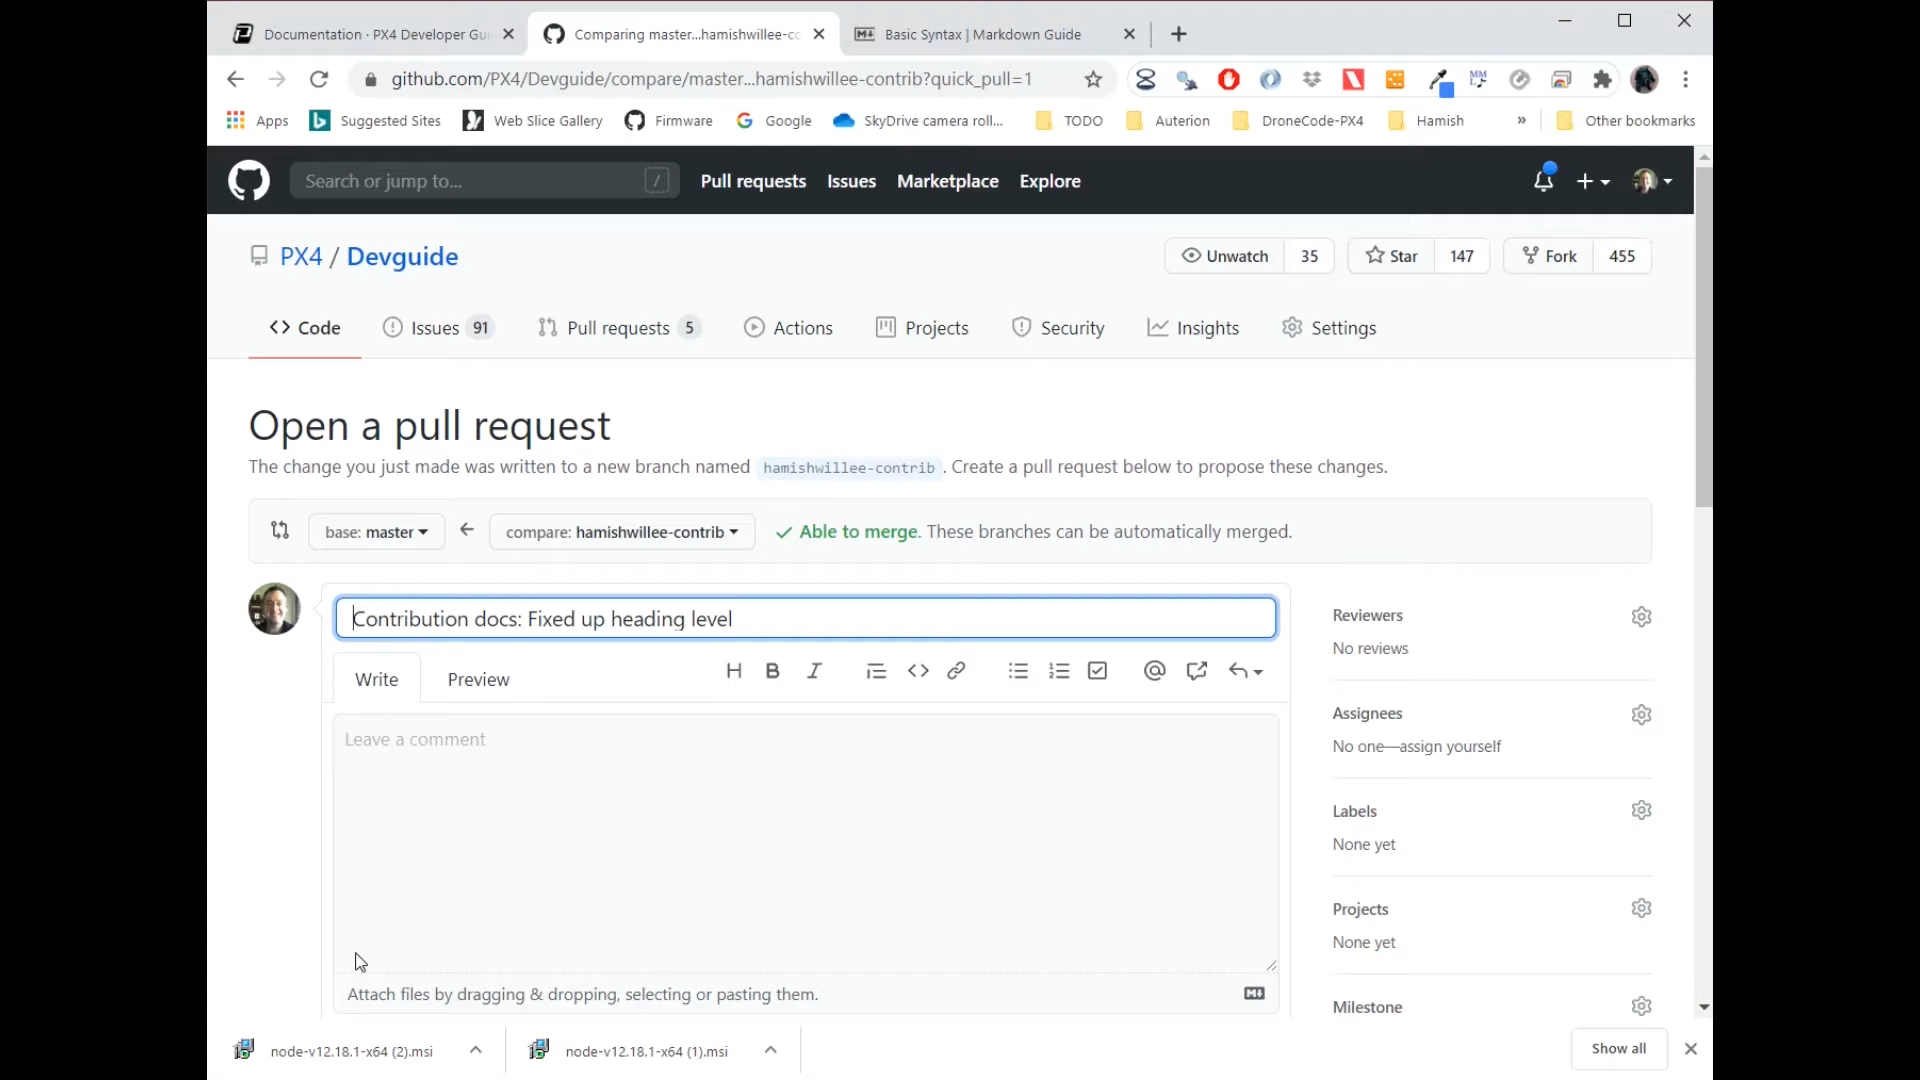 Documentation · PX4 Developer Gu
Comparing master...hamishwillee-co
Basic Syntax | Markdown Guide
github.com/PX4/Devguide/compare/master...hamishwillee-contrib?quick_pull=1
Apps
Suggested Sites
Web Slice Gallery
Firmware
Google
SkyDrive camera roll...
TODO
Auterion
DroneCode-PX4
Hamish
»
Other bookmarks
Search or jump to...
/
Pull requests
Issues
Marketplace
Explore
PX4 / Devguide
Unwatch 35
Star 147
Fork 455
Code
Issues 91
Pull requests 5
Actions
Projects
Security
Insights
Settings
Open a pull request
The change you just made was written to a new branch named hamishwillee-contrib . Create a pull request below to propose these changes.
base: master
compare: hamishwillee-contrib
Able to merge. These branches can be automatically merged.
Contribution docs: Fixed up heading level
Write
Preview
H B I
Leave a comment
Attach files by dragging & dropping, selecting or pasting them.
Reviewers
No reviews
Assignees
No one—assign yourself
Labels
None yet
Projects
None yet
Milestone
node-v12.18.1-x64 (2).msi
node-v12.18.1-x64 (1).msi
Show all